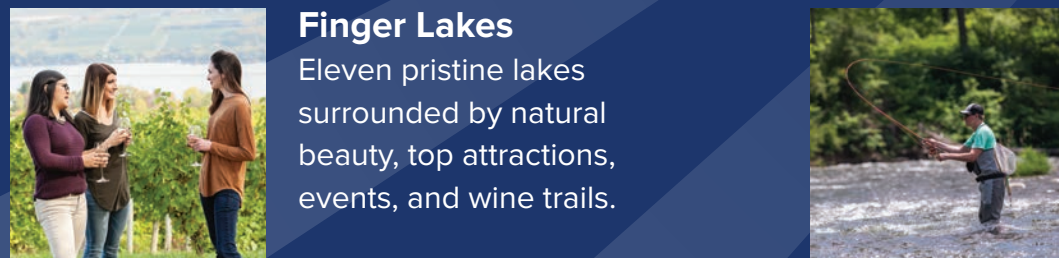 Finger Lakes
Eleven pristine lakes
surrounded by natural
beauty, top attractions,
events, and wine trails.